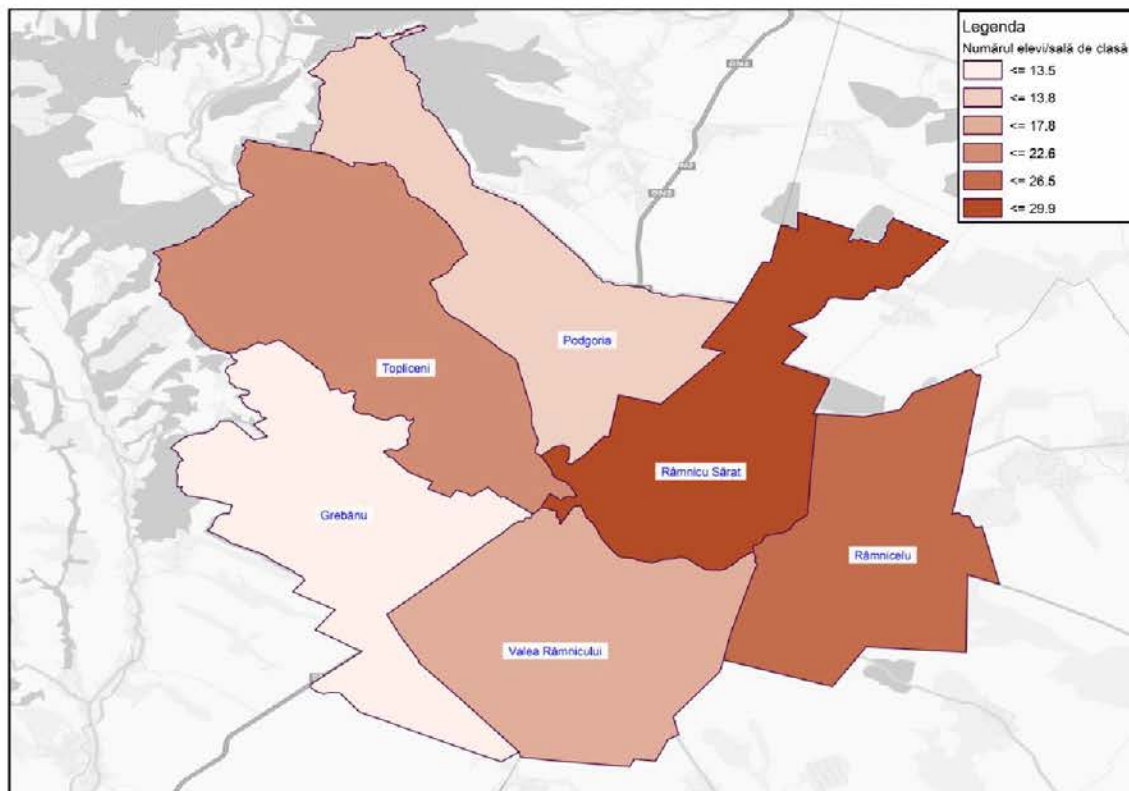 Legenda
Numărul elevi/sală de clasă
<= 13.5
<= 13.8
<= 17.8
<= 22.6
<= 26.5
<= 29.9
DN2
Podgoria
Topliceni
Râmnicu Sărat
Grebănu
Râmnicelu
Valea Râmnicului